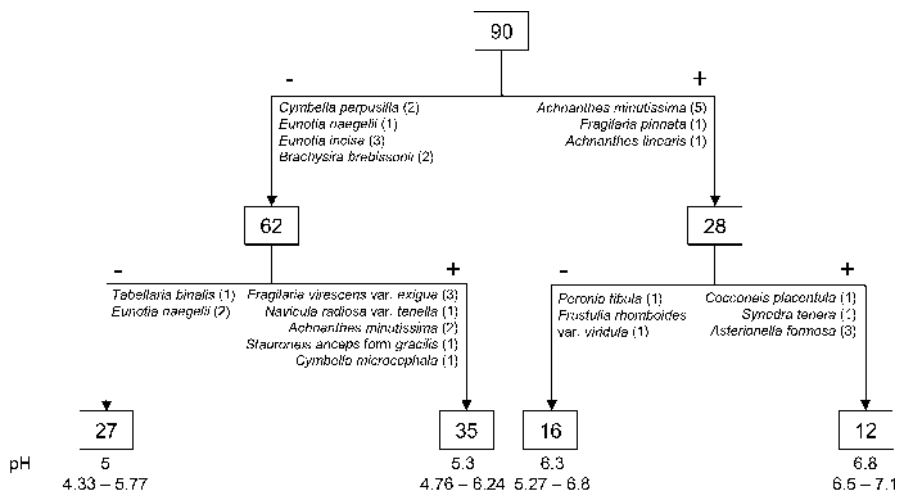 90
-
+
Cymbella perpusilla (2)
Eunotia naegelii (1)
Eunotia incisa (3)
Brachysira brebissonii (2)
Achnanthes minutissima (5)
Fragilaria pinnata (1)
Achnanthes linearis (1)
62
28
-
+
-
+
Tabellaria binalis (1)
Eunotia naegelii (2)
Fragilaria virescens var. exigua (3)
Navicula radiosa var. tenella (1)
Achnanthes minutissima (2)
Stauroneis anceps form gracilis (1)
Cymbella microcephala (1)
Peronia fibula (1)
Frustulia rhomboides
var. viridula (1)
Cocconeis placentula (1)
Synedra tenera (1)
Asterionella formosa (3)
27
35
16
12
pH
5
5.3
6.3
6.8
4.33 – 5.77
4.76 – 6.24
5.27 – 6.8
6.5 – 7.1